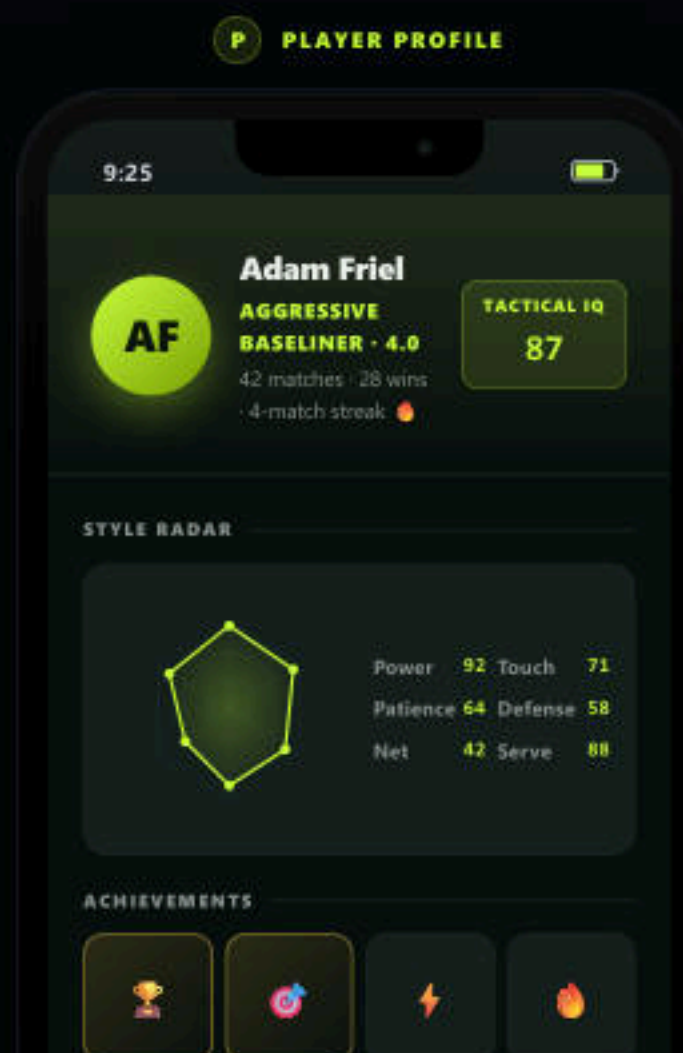 P PLAYER PROFILE
9:25
AF
Adam Friel
AGGRESSIVE
BASELINER · 4.0
42 matches · 28 wins
· 4-match streak 🔥
TACTICAL IQ
87
STYLE RADAR
Power 92 Touch 71
Patience 64 Defense 58
Net 42 Serve 88
ACHIEVEMENTS